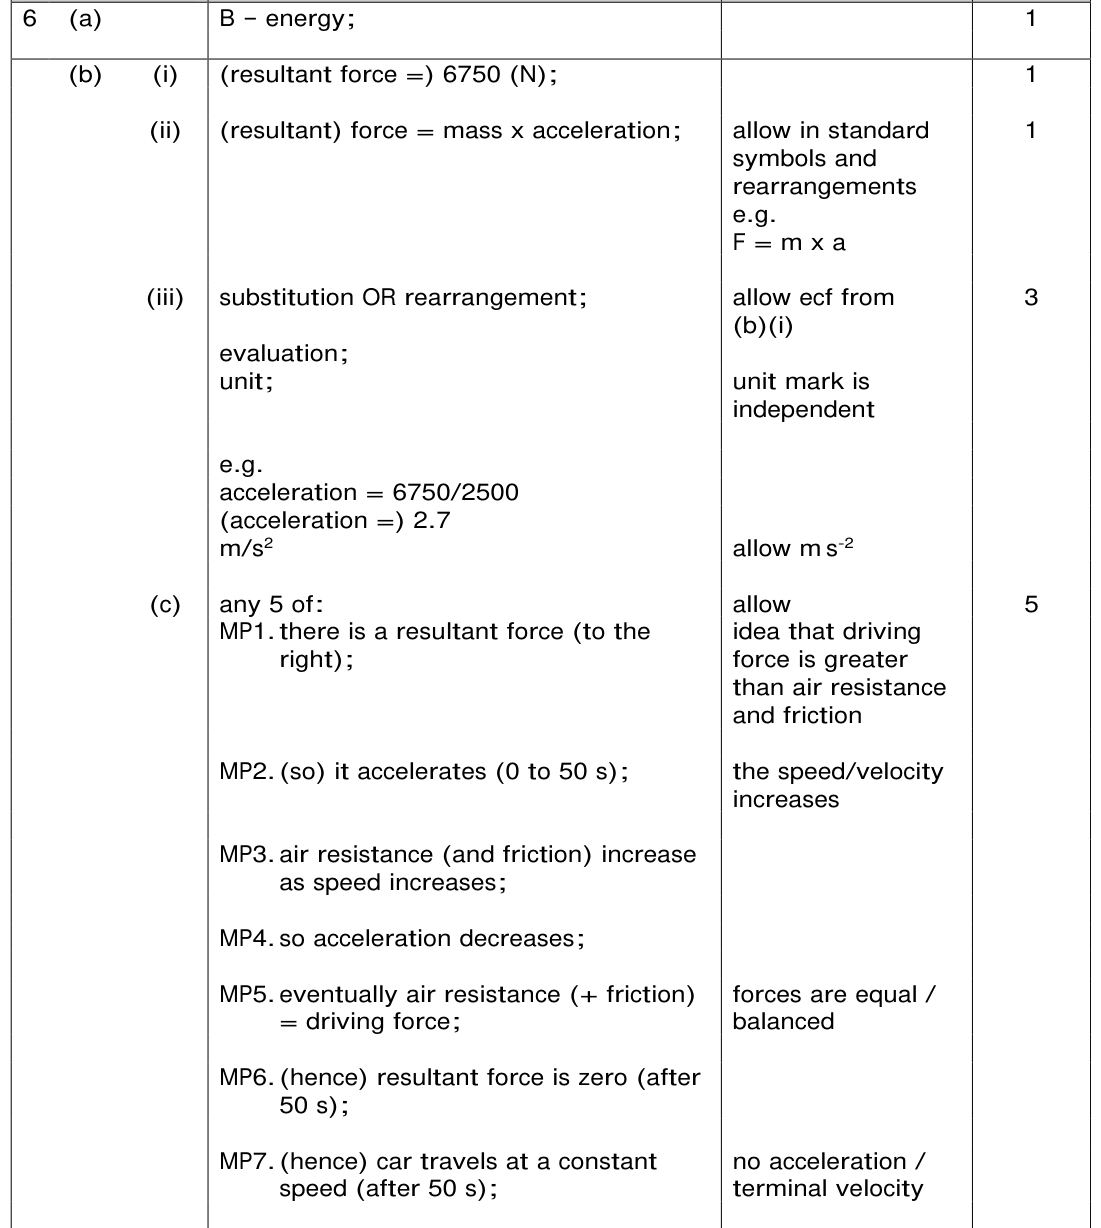 6 (a) B – energy; 1
(b) (i) (resultant force =) 6750 (N); 1
(ii) (resultant) force = mass x acceleration; allow in standard 1
symbols and
rearrangements
e.g.
F = m x a
(iii) substitution OR rearrangement; allow ecf from 3
(b)(i)
evaluation;
unit; unit mark is
independent
e.g.
acceleration = 6750/2500
(acceleration =) 2.7
m/s² allow m s⁻²
(c) any 5 of: allow 5
MP1. there is a resultant force (to the idea that driving
right); force is greater
than air resistance
and friction
MP2. (so) it accelerates (0 to 50 s); the speed/velocity
increases
MP3. air resistance (and friction) increase
as speed increases;
MP4. so acceleration decreases;
MP5. eventually air resistance (+ friction) forces are equal /
= driving force; balanced
MP6. (hence) resultant force is zero (after
50 s);
MP7. (hence) car travels at a constant no acceleration /
speed (after 50 s); terminal velocity